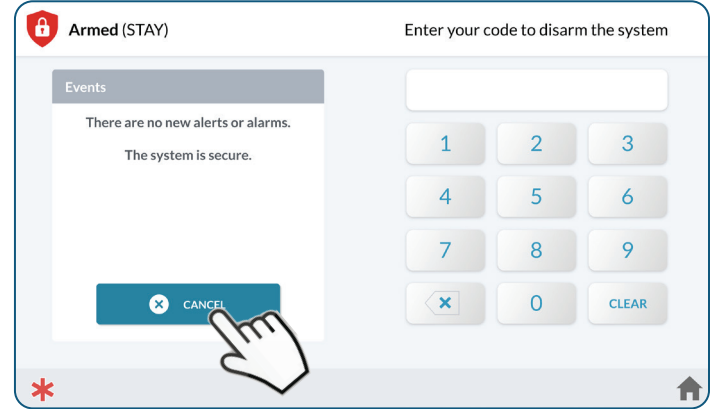 Armed (STAY)
Enter your code to disarm the system
Events
There are no new alerts or alarms.
The system is secure.
CANCEL
1 2 3
4 5 6
7 8 9
0 CLEAR